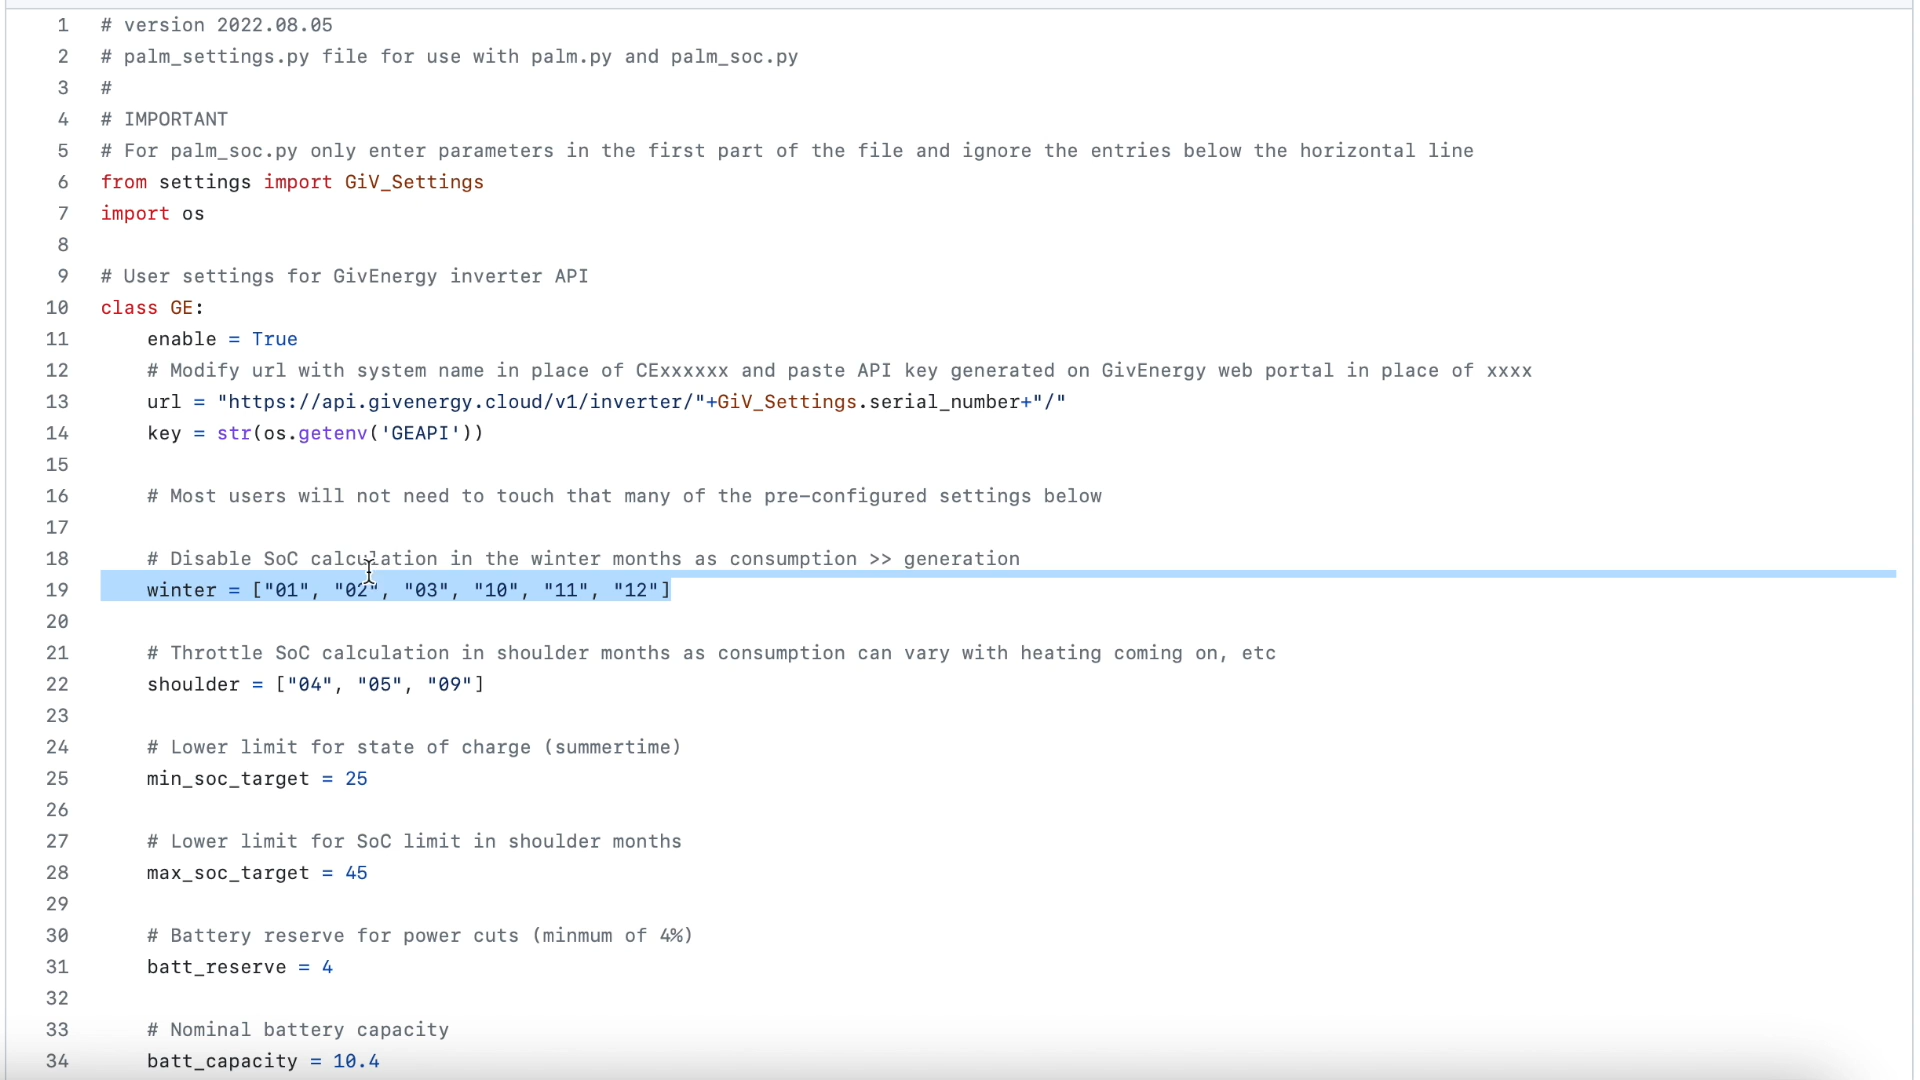 1 # version 2022.08.05
2 # palm_settings.py file for use with palm.py and palm_soc.py
3 #
4 # IMPORTANT
5 # For palm_soc.py only enter parameters in the first part of the file and ignore the entries below the horizontal line
6 from settings import GiV_Settings
7 import os
8
9 # User settings for GivEnergy inverter API
10 class GE:
11     enable = True
12     # Modify url with system name in place of CExxxxxx and paste API key generated on GivEnergy web portal in place of xxxx
13     url = "https://api.givenergy.cloud/v1/inverter/"+GiV_Settings.serial_number+"/"
14     key = str(os.getenv('GEAPI'))
15
16     # Most users will not need to touch that many of the pre-configured settings below
17
18     # Disable SoC calculation in the winter months as consumption >> generation
19     winter = ["01", "02", "03", "10", "11", "12"]
20
21     # Throttle SoC calculation in shoulder months as consumption can vary with heating coming on, etc
22     shoulder = ["04", "05", "09"]
23
24     # Lower limit for state of charge (summertime)
25     min_soc_target = 25
26
27     # Lower limit for SoC limit in shoulder months
28     max_soc_target = 45
29
30     # Battery reserve for power cuts (minmum of 4%)
31     batt_reserve = 4
32
33     # Nominal battery capacity
34     batt_capacity = 10.4